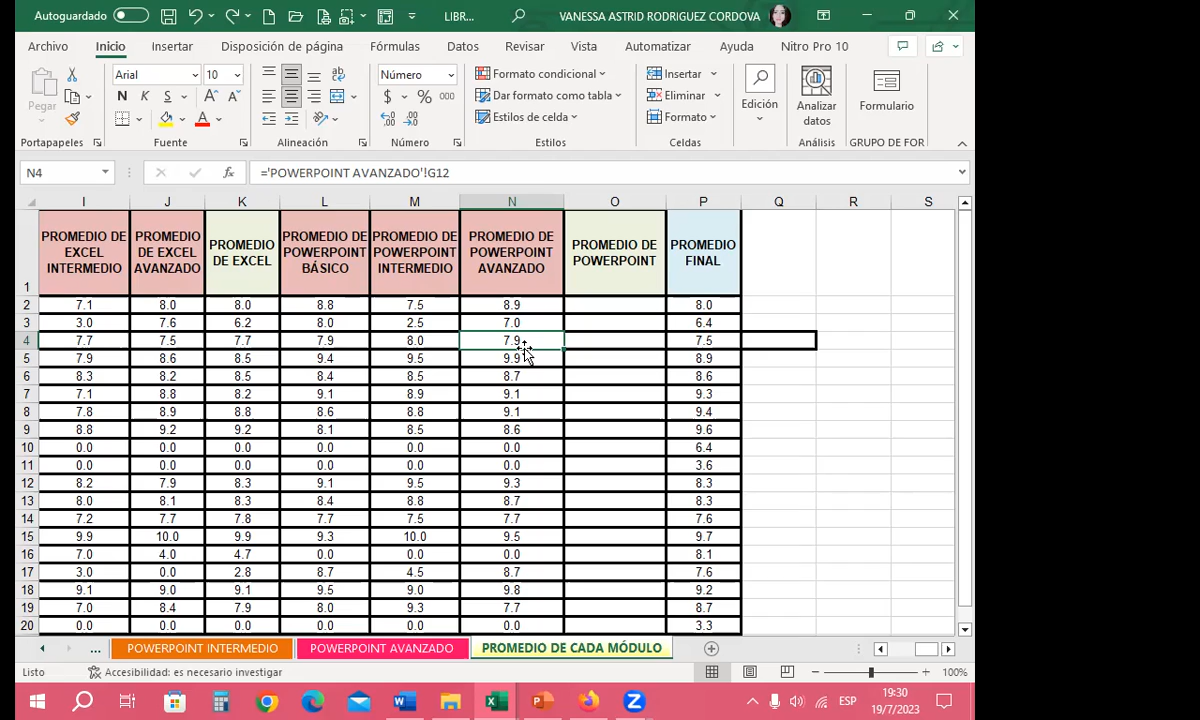 Autoguardado LIBR... VANESSA ASTRID RODRIGUEZ CORDOVA
Archivo Inicio Insertar Disposición de página Fórmulas Datos Revisar Vista Automatizar Ayuda Nitro Pro 10
Pegar Arial 10 ab Número Formato condicional Insertar Edición Analizar datos Formulario
N K S A A $ % 000 Dar formato como tabla Eliminar
A Estilos de celda Formato
Portapapeles Fuente Alineación Número Estilos Celdas Análisis GRUPO DE FOR
N4 fx ='POWERPOINT AVANZADO'!G12
I J K L M N O P Q R S
1 PROMEDIO DE EXCEL INTERMEDIO PROMEDIO DE EXCEL AVANZADO PROMEDIO DE EXCEL PROMEDIO DE POWERPOINT BÁSICO PROMEDIO DE POWERPOINT INTERMEDIO PROMEDIO DE POWERPOINT AVANZADO PROMEDIO DE POWERPOINT PROMEDIO FINAL
2 7.1 8.0 8.0 8.8 7.5 8.9 8.0
3 3.0 7.6 6.2 8.0 2.5 7.0 6.4
4 7.7 7.5 7.7 7.9 8.0 7.9 7.5
5 7.9 8.6 8.5 9.4 9.5 9.9 8.9
6 8.3 8.2 8.5 8.4 8.5 8.7 8.6
7 7.1 8.8 8.2 9.1 8.9 9.1 9.3
8 7.8 8.9 8.8 8.6 8.8 9.1 9.4
9 8.8 9.2 9.2 8.1 8.5 8.6 9.6
10 0.0 0.0 0.0 0.0 0.0 0.0 6.4
11 0.0 0.0 0.0 0.0 0.0 0.0 3.6
12 8.2 7.9 8.3 9.1 9.5 9.3 8.3
13 8.0 8.1 8.3 8.4 8.8 8.7 8.3
14 7.2 7.7 7.8 7.7 7.5 7.7 7.6
15 9.9 10.0 9.9 9.3 10.0 9.5 9.7
16 7.0 4.0 4.7 0.0 0.0 0.0 8.1
17 3.0 0.0 2.8 8.7 4.5 8.7 7.6
18 9.1 9.0 9.1 9.5 9.0 9.8 9.2
19 7.0 8.4 7.9 8.0 9.3 7.7 8.7
20 0.0 0.0 0.0 0.0 0.0 0.0 3.3
... POWERPOINT INTERMEDIO POWERPOINT AVANZADO PROMEDIO DE CADA MÓDULO
Listo Accesibilidad: es necesario investigar 100%
ESP 19:30
19/7/2023